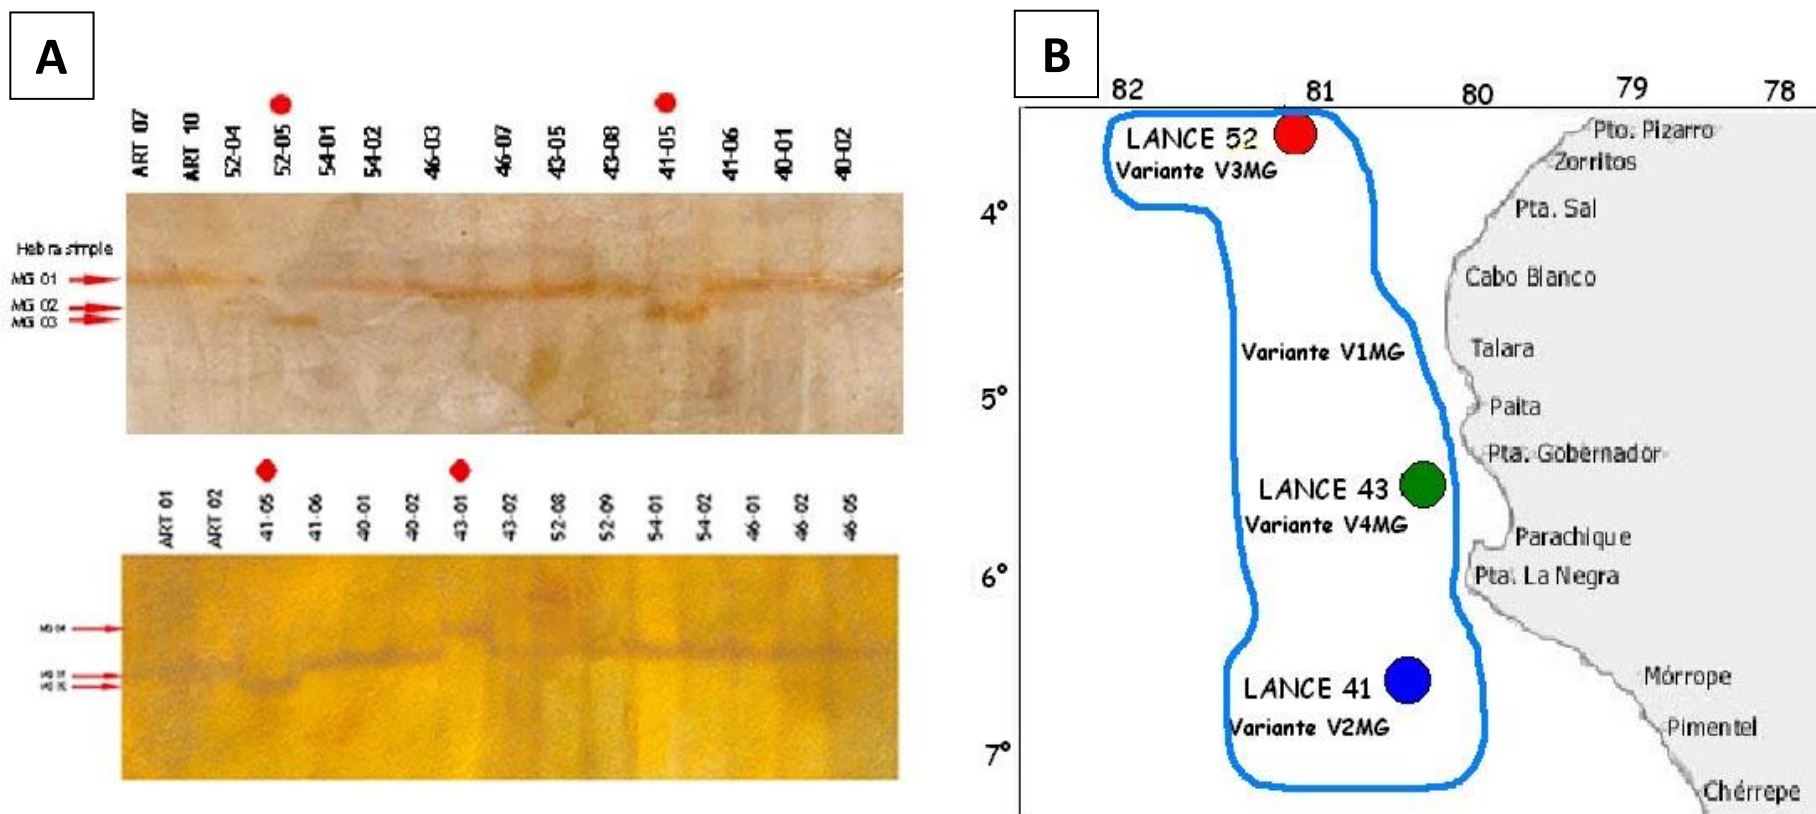 A
ART 07
ART 10
52-04
52-05
54-01
54-02
46-03
46-07
43-05
43-08
41-05
41-06
40-01
40-02
Hebra simple
MG 01
MG 02
MG 03
ART 01
ART 02
41-05
41-06
40-01
40-02
43-01
43-02
52-08
52-09
54-01
54-02
46-01
46-02
46-05
B
82 81 80 79 78
4°
5°
6°
7°
LANCE 52
Variante V3MG
Variante V1MG
LANCE 43
Variante V4MG
LANCE 41
Variante V2MG
Pto. Pizarro
Zorritos
Pta. Sal
Cabo Blanco
Talara
Paita
Pta. Gobernador
Parachique
Pta. La Negra
Mórrope
Pimentel
Chérrepe